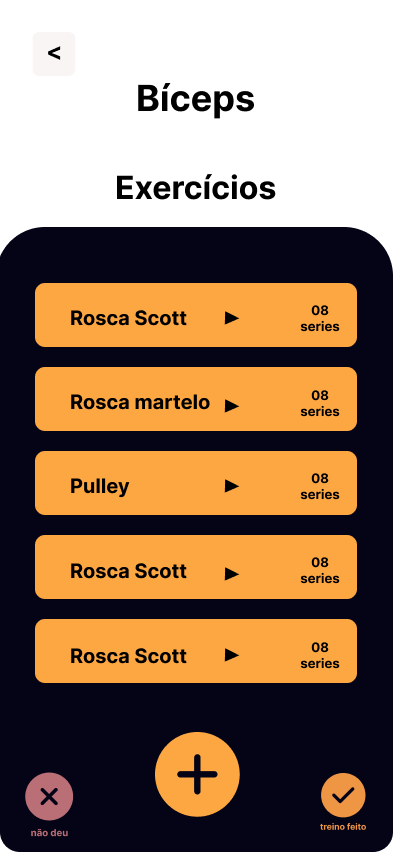 <
Bíceps
Exercícios
Rosca Scott
08
series
Rosca martelo
08
series
Pulley
08
series
Rosca Scott
08
series
Rosca Scott
08
series
não deu
treino feito